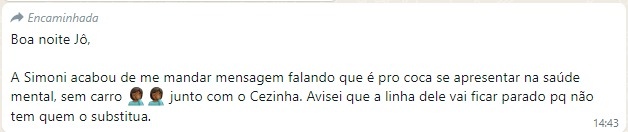 Encaminhada
Boa noite Jô,
A Simoni acabou de me mandar mensagem falando que é pro coca se apresentar na saúde
mental, sem carro 🤦🏾‍♀️🤦🏾‍♀️ junto com o Cezinha. Avisei que a linha dele vai ficar parado pq não
tem quem o substitua.
14:43